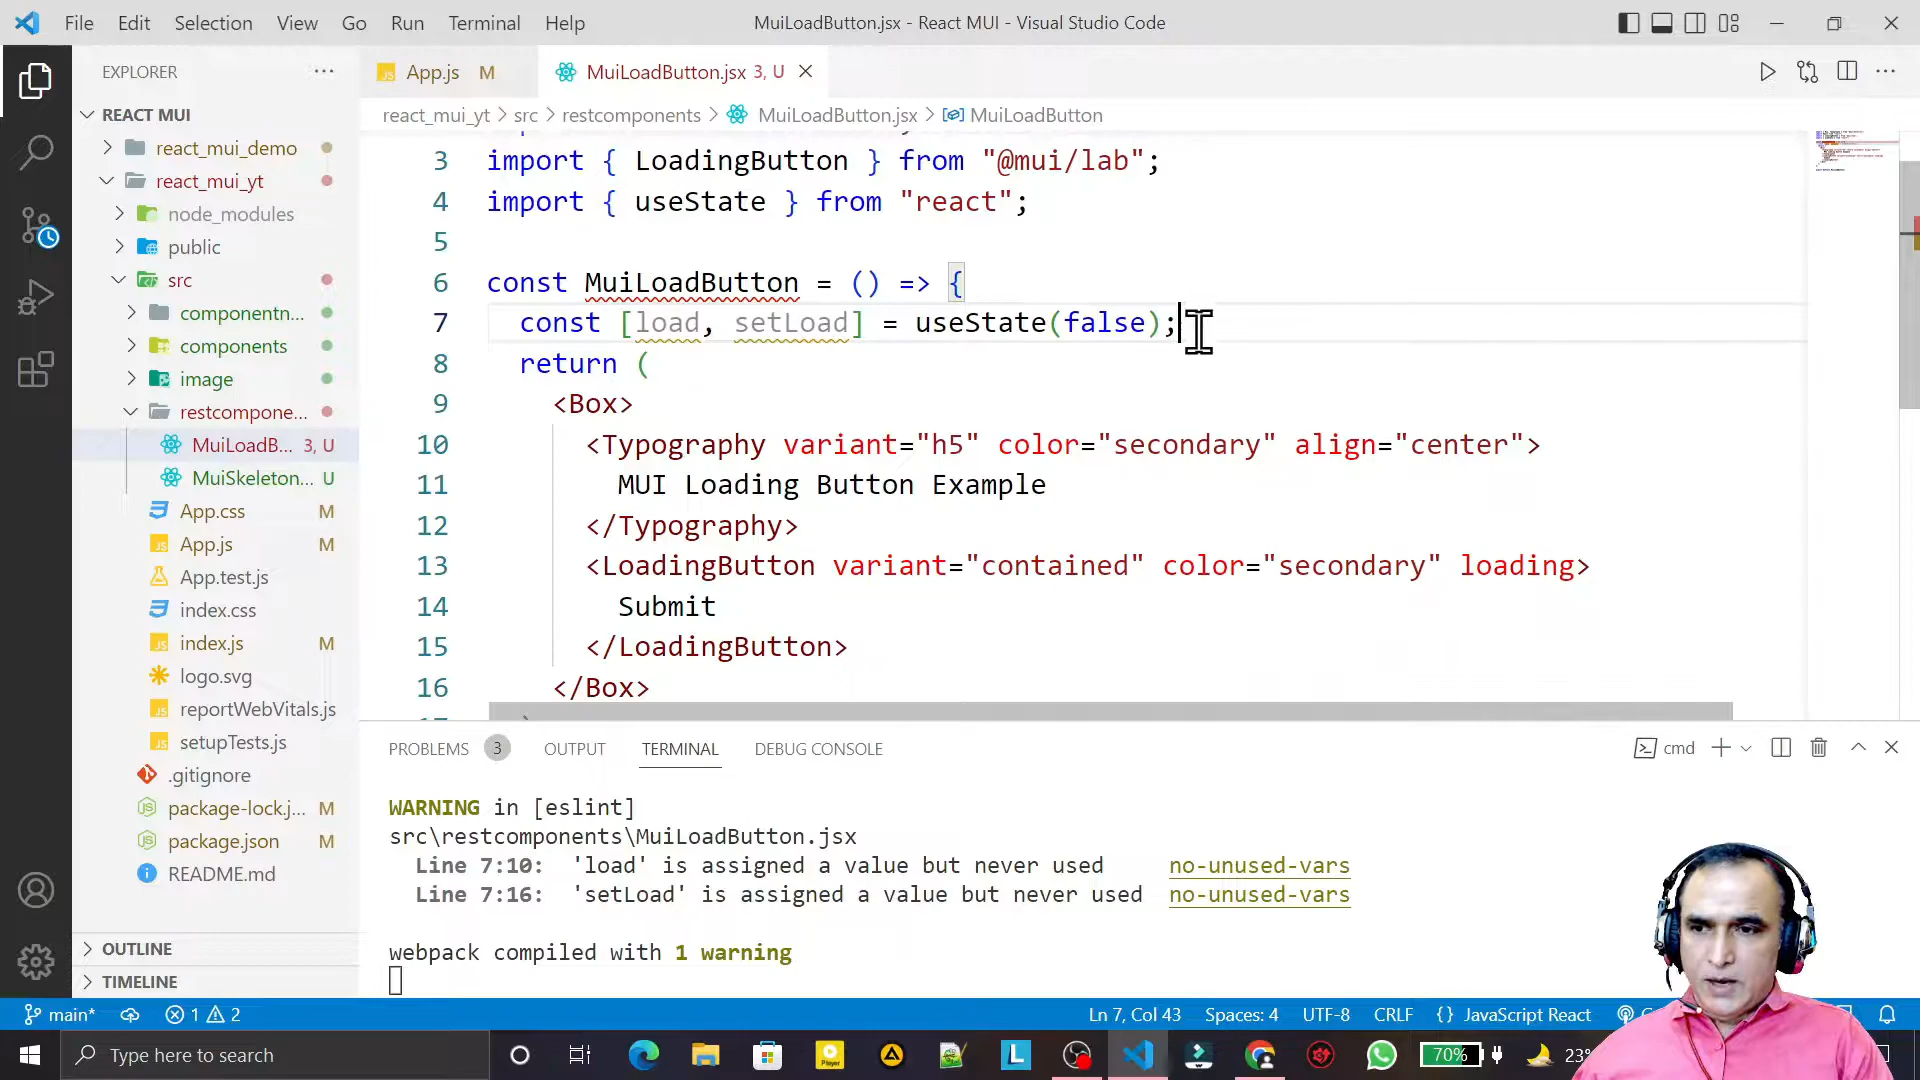 File Edit Selection View Go Run Terminal Help
MuiLoadButton.jsx - React MUI - Visual Studio Code
EXPLORER
App.js M
MuiLoadButton.jsx 3, U
REACT MUI
react_mui_yt > src > restcomponents > MuiLoadButton.jsx > MuiLoadButton
react_mui_demo
react_mui_yt
node_modules
public
src
componentn...
components
image
restcompone...
MuiLoadB... 3, U
MuiSkeleton... U
App.css M
App.js M
App.test.js
index.css
index.js M
logo.svg
reportWebVitals.js
setupTests.js
.gitignore
package-lock.j... M
package.json M
README.md
OUTLINE
TIMELINE
3 import { LoadingButton } from "@mui/lab";
4 import { useState } from "react";
5
6 const MuiLoadButton = () => {
7 const [load, setLoad] = useState(false);
8 return (
9 <Box>
10 <Typography variant="h5" color="secondary" align="center">
11 MUI Loading Button Example
12 </Typography>
13 <LoadingButton variant="contained" color="secondary" loading>
14 Submit
15 </LoadingButton>
16 </Box>
PROBLEMS 3 OUTPUT TERMINAL DEBUG CONSOLE
cmd
WARNING in [eslint]
src\restcomponents\MuiLoadButton.jsx
Line 7:10: 'load' is assigned a value but never used no-unused-vars
Line 7:16: 'setLoad' is assigned a value but never used no-unused-vars
webpack compiled with 1 warning
main* 1 2
Ln 7, Col 43 Spaces: 4 UTF-8 CRLF {} JavaScript React
Type here to search
70%
23°